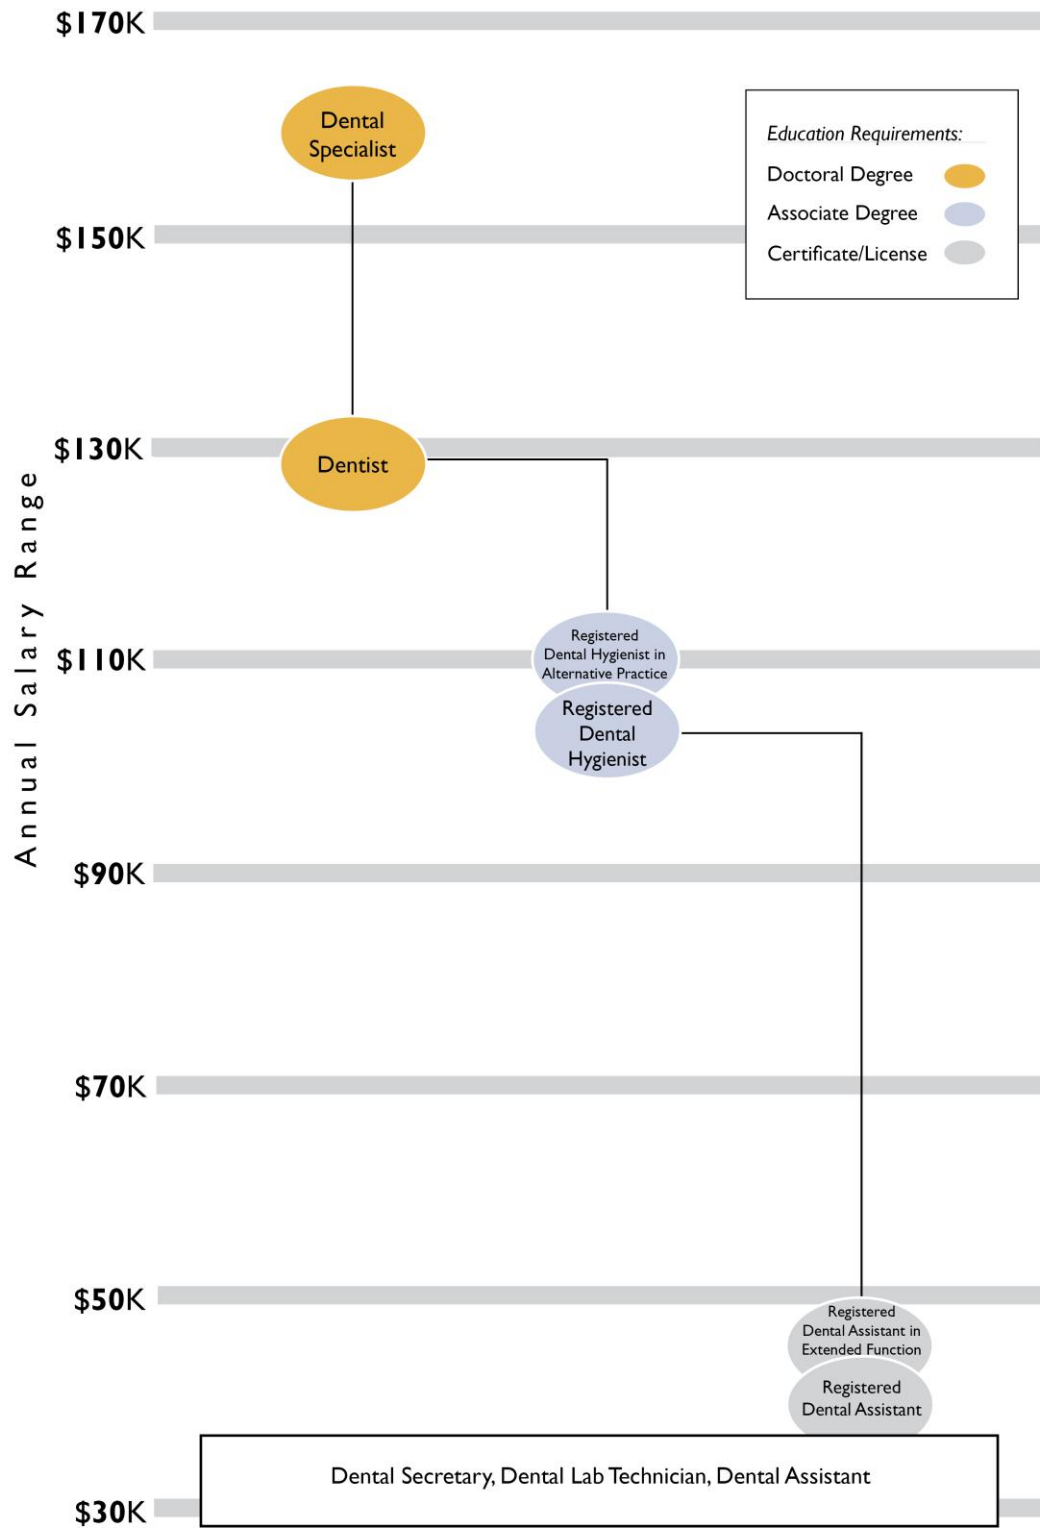 $170K
Dental
Specialist
Education Requirements:
Doctoral Degree
Associate Degree
Certificate/License
$150K
$130K
Dentist
Annual Salary Range
Registered
Dental Hygienist in
Alternative Practice
$110K
Registered
Dental
Hygienist
$90K
$70K
$50K
Registered
Dental Assistant in
Extended Function
Registered
Dental Assistant
Dental Secretary, Dental Lab Technician, Dental Assistant
$30K